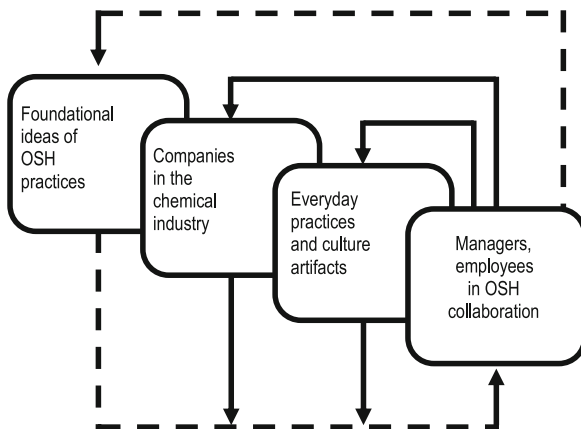 Foundational
ideas of
OSH
practices
Companies
in the
chemical
industry
Everyday
practices
and culture
artifacts
Managers,
employees
in OSH
collaboration